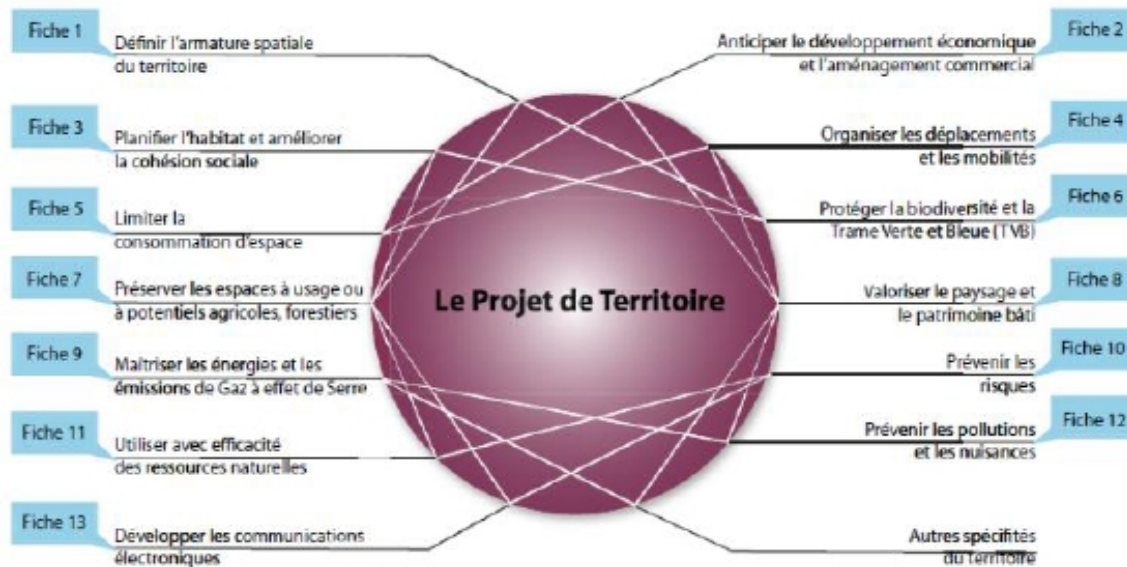 Fiche 1
Définir l'armature spatiale
du territoire
Fiche 2
Anticiper le développement économique
et l'aménagement commercial
Fiche 3
Planifier l'habitat et améliorer
la cohésion sociale
Fiche 4
Organiser les déplacements
et les mobilités
Fiche 5
Limiter la
consommation d'espace
Fiche 6
Protéger la biodiversité et la
Trame Verte et Bleue (TVB)
Fiche 7
Préserver les espaces à usage ou
à potentiels agricoles, forestiers
Le Projet de Territoire
Fiche 8
Valoriser le paysage et
le patrimoine bâti
Fiche 9
Maîtriser les énergies et les
émissions de Gaz à effet de Serre
Fiche 10
Prévenir les
risques
Fiche 11
Utiliser avec efficacité
des ressources naturelles
Fiche 12
Prévenir les pollutions
et les nuisances
Fiche 13
Développer les communications
électroniques
Autres spécifités
du territoire